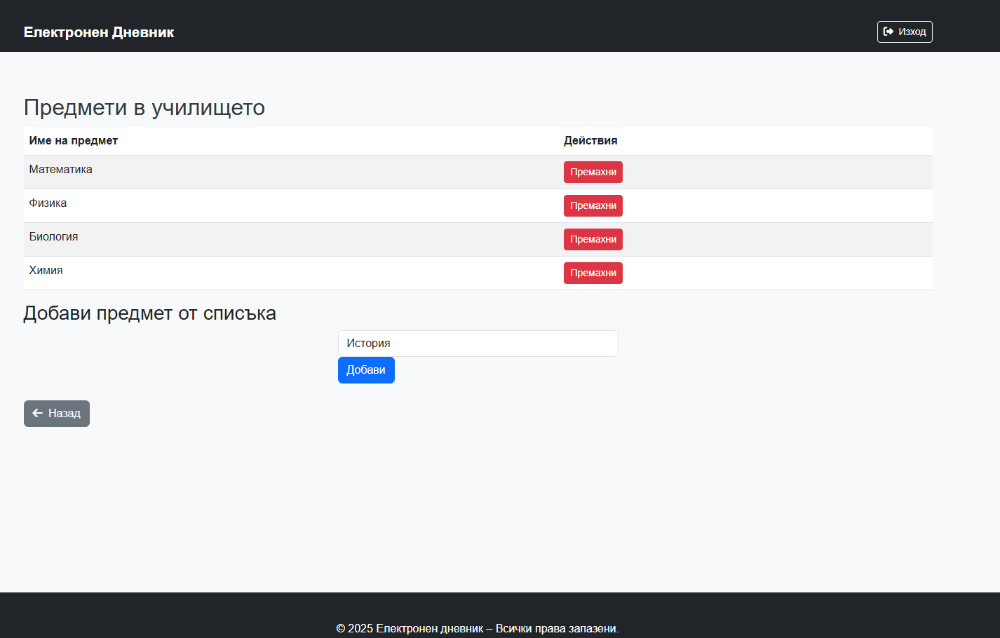 Електронен Дневник
Изход
Предмети в училището
Име на предмет Действия
Математика Премахни
Физика Премахни
Биология Премахни
Химия Премахни
Добави предмет от списъка
История
Добави
Назад
© 2025 Електронен дневник – Всички права запазени.